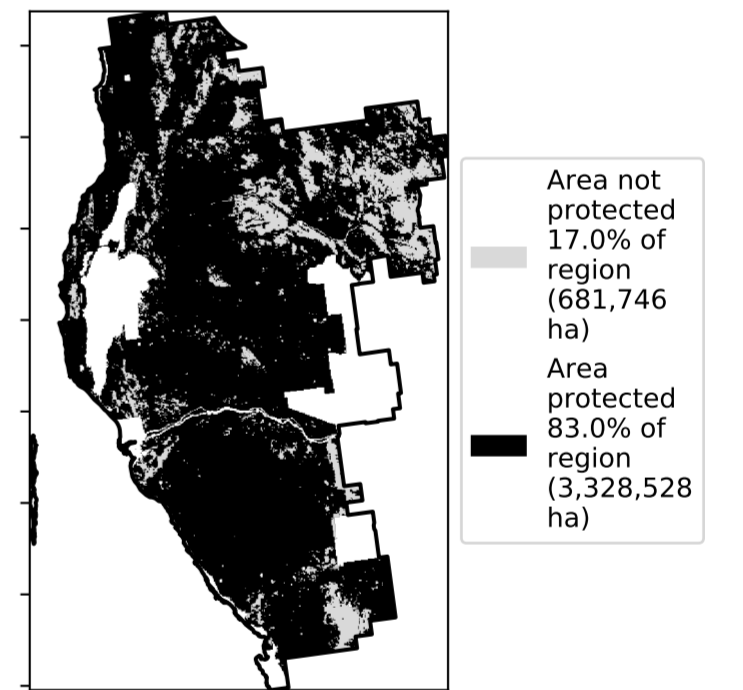 Area not
protected
17.0% of
region
(681,746
ha)
Area
protected
83.0% of
region
(3,328,528
ha)